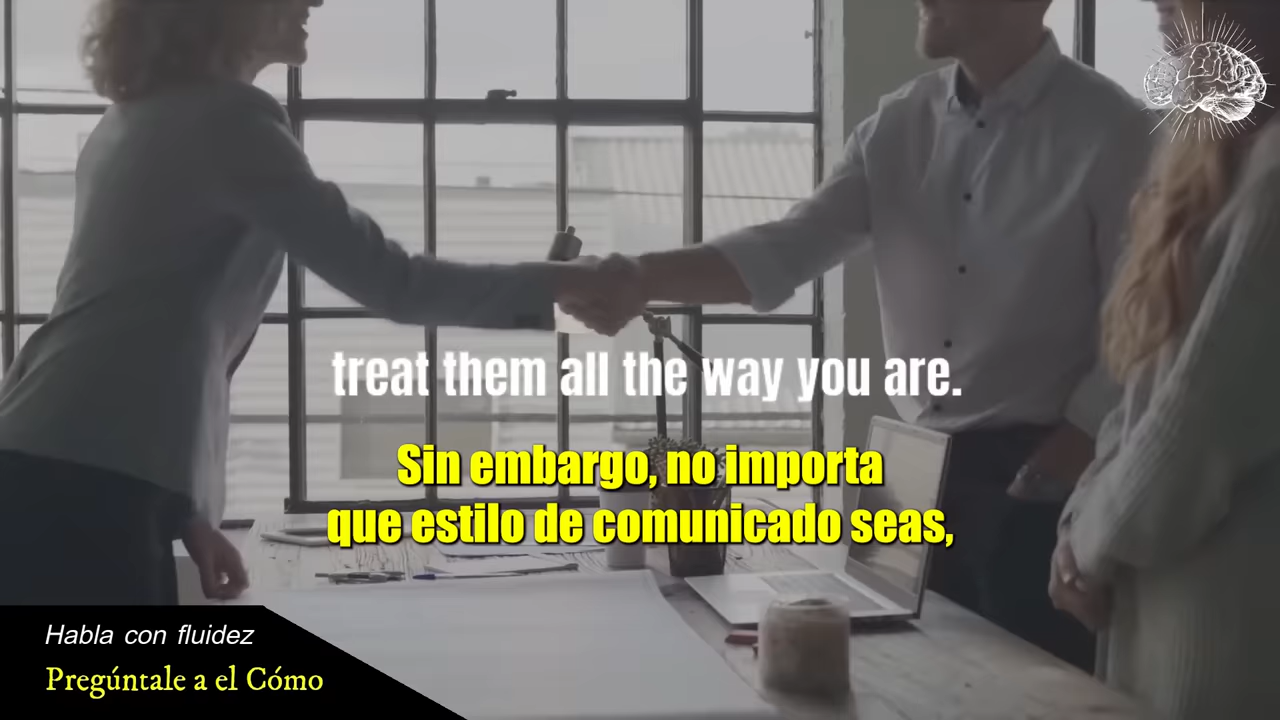 treat them all the way you are.
Sin embargo, no importa
que estilo de comunicado seas,
Habla con fluidez
Pregúntale a el Cómo